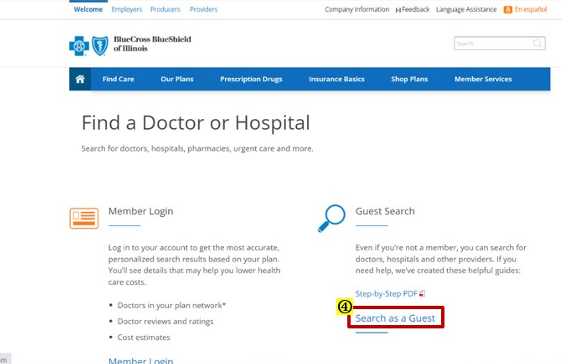 Welcome Employers Producers Providers Company Information Feedback Language Assistance En español
BlueCross BlueShield
of Illinois
Search
Find Care Our Plans Prescription Drugs Insurance Basics Shop Plans Member Services
Find a Doctor or Hospital
Search for doctors, hospitals, pharmacies, urgent care and more.
Member Login
Log in to your account to get the most accurate,
personalized search results based on your plan.
You'll see details that may help you lower health
care costs.
• Doctors in your plan network*
• Doctor reviews and ratings
• Cost estimates
Member Login
Guest Search
Even if you're not a member, you can search for
doctors, hospitals and other providers. If you
need help, we've created these helpful guides:
Step-by-Step PDF
④
Search as a Guest